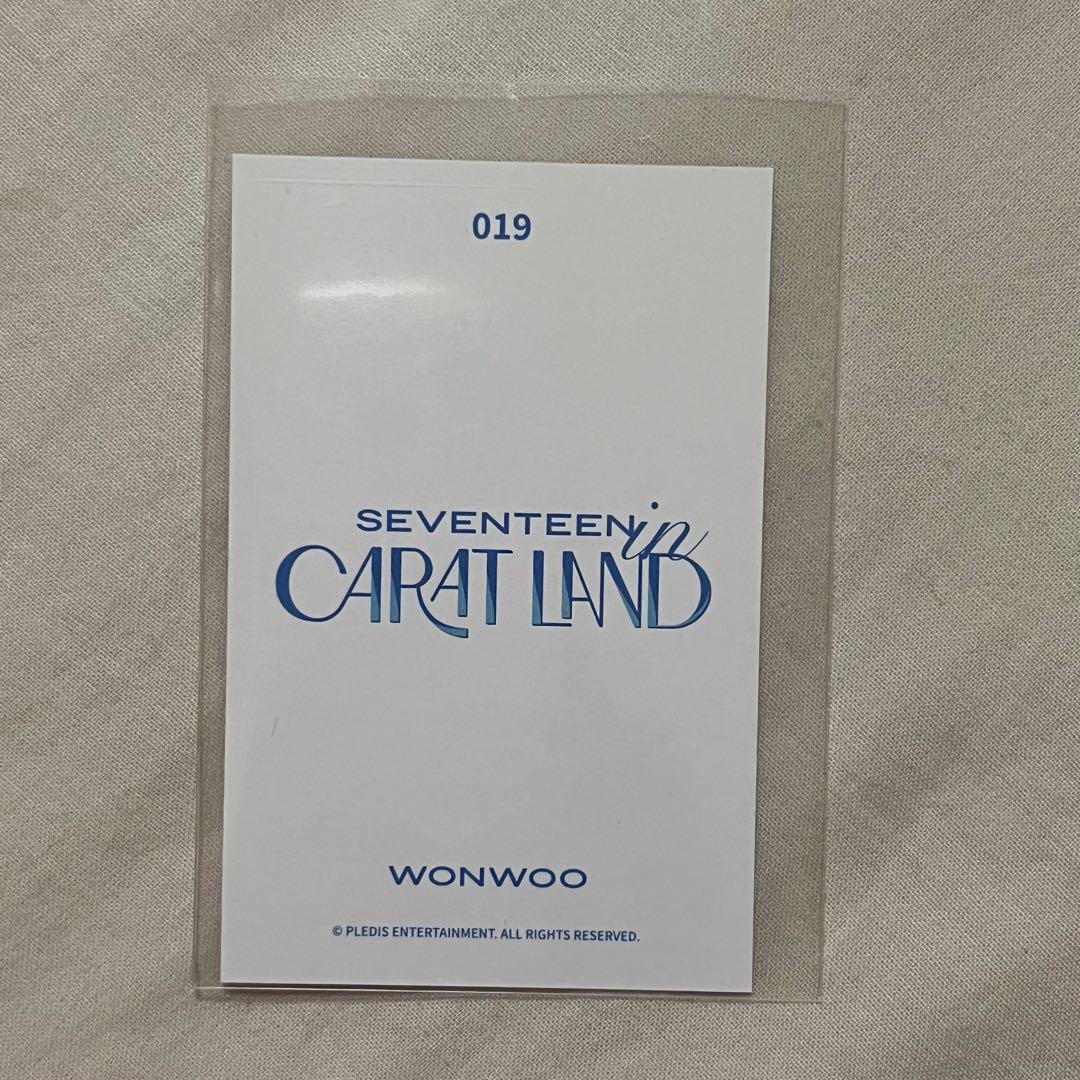 019
SEVENTEEN in
CARAT LAND
WONWOO
© PLEDIS ENTERTAINMENT. ALL RIGHTS RESERVED.